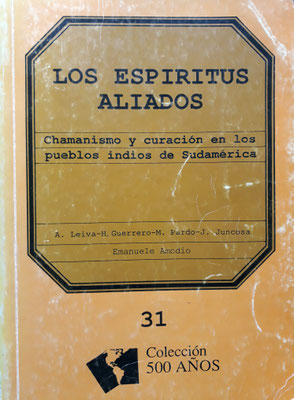 LOS ESPIRITUS
ALIADOS
Chamanismo y curación en los
pueblos indios de Sudamérica
A. Leiva-H. Guerrero-M. Pardo-J. Juncosa
Emanuele Amodio
31
Colección
500 AÑOS